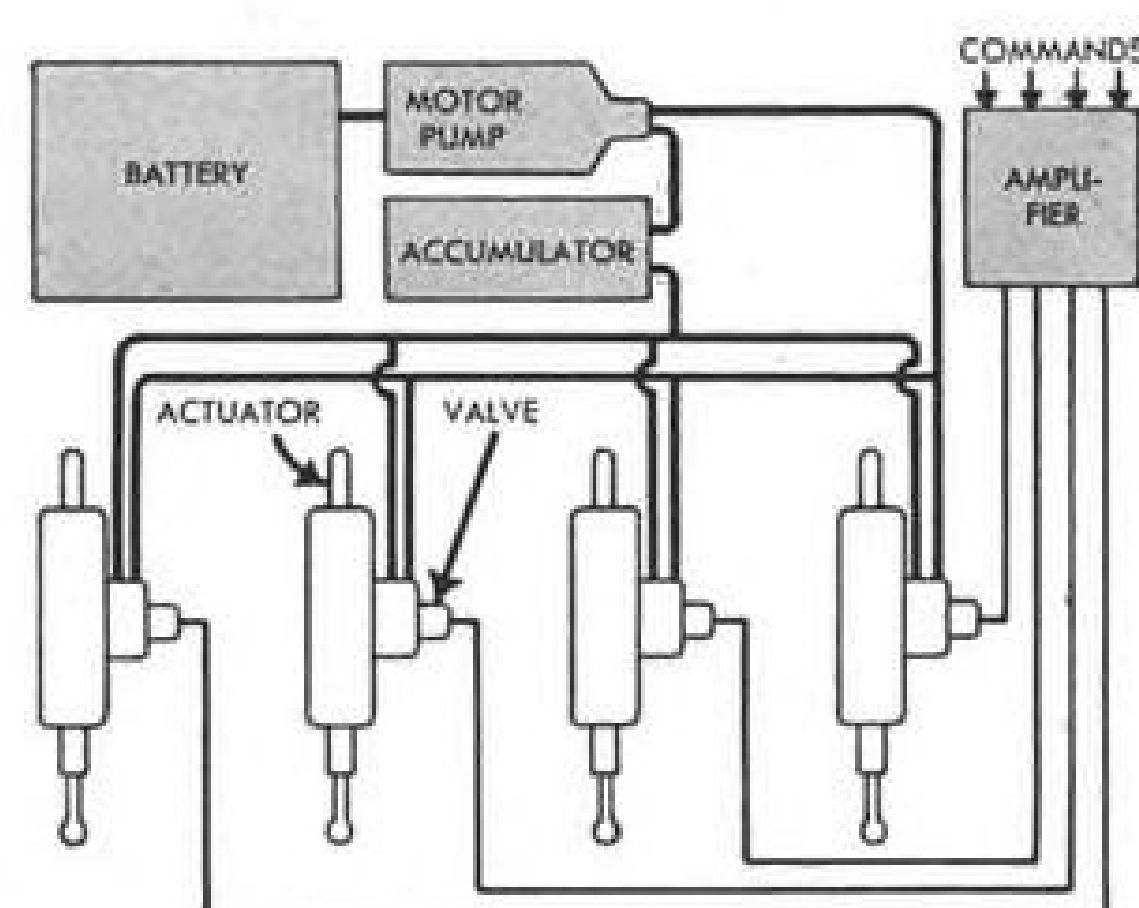 COMMANDS
MOTOR
PUMP
BATTERY
AMPLI-
FIER
ACCUMULATOR
ACTUATOR
VALVE